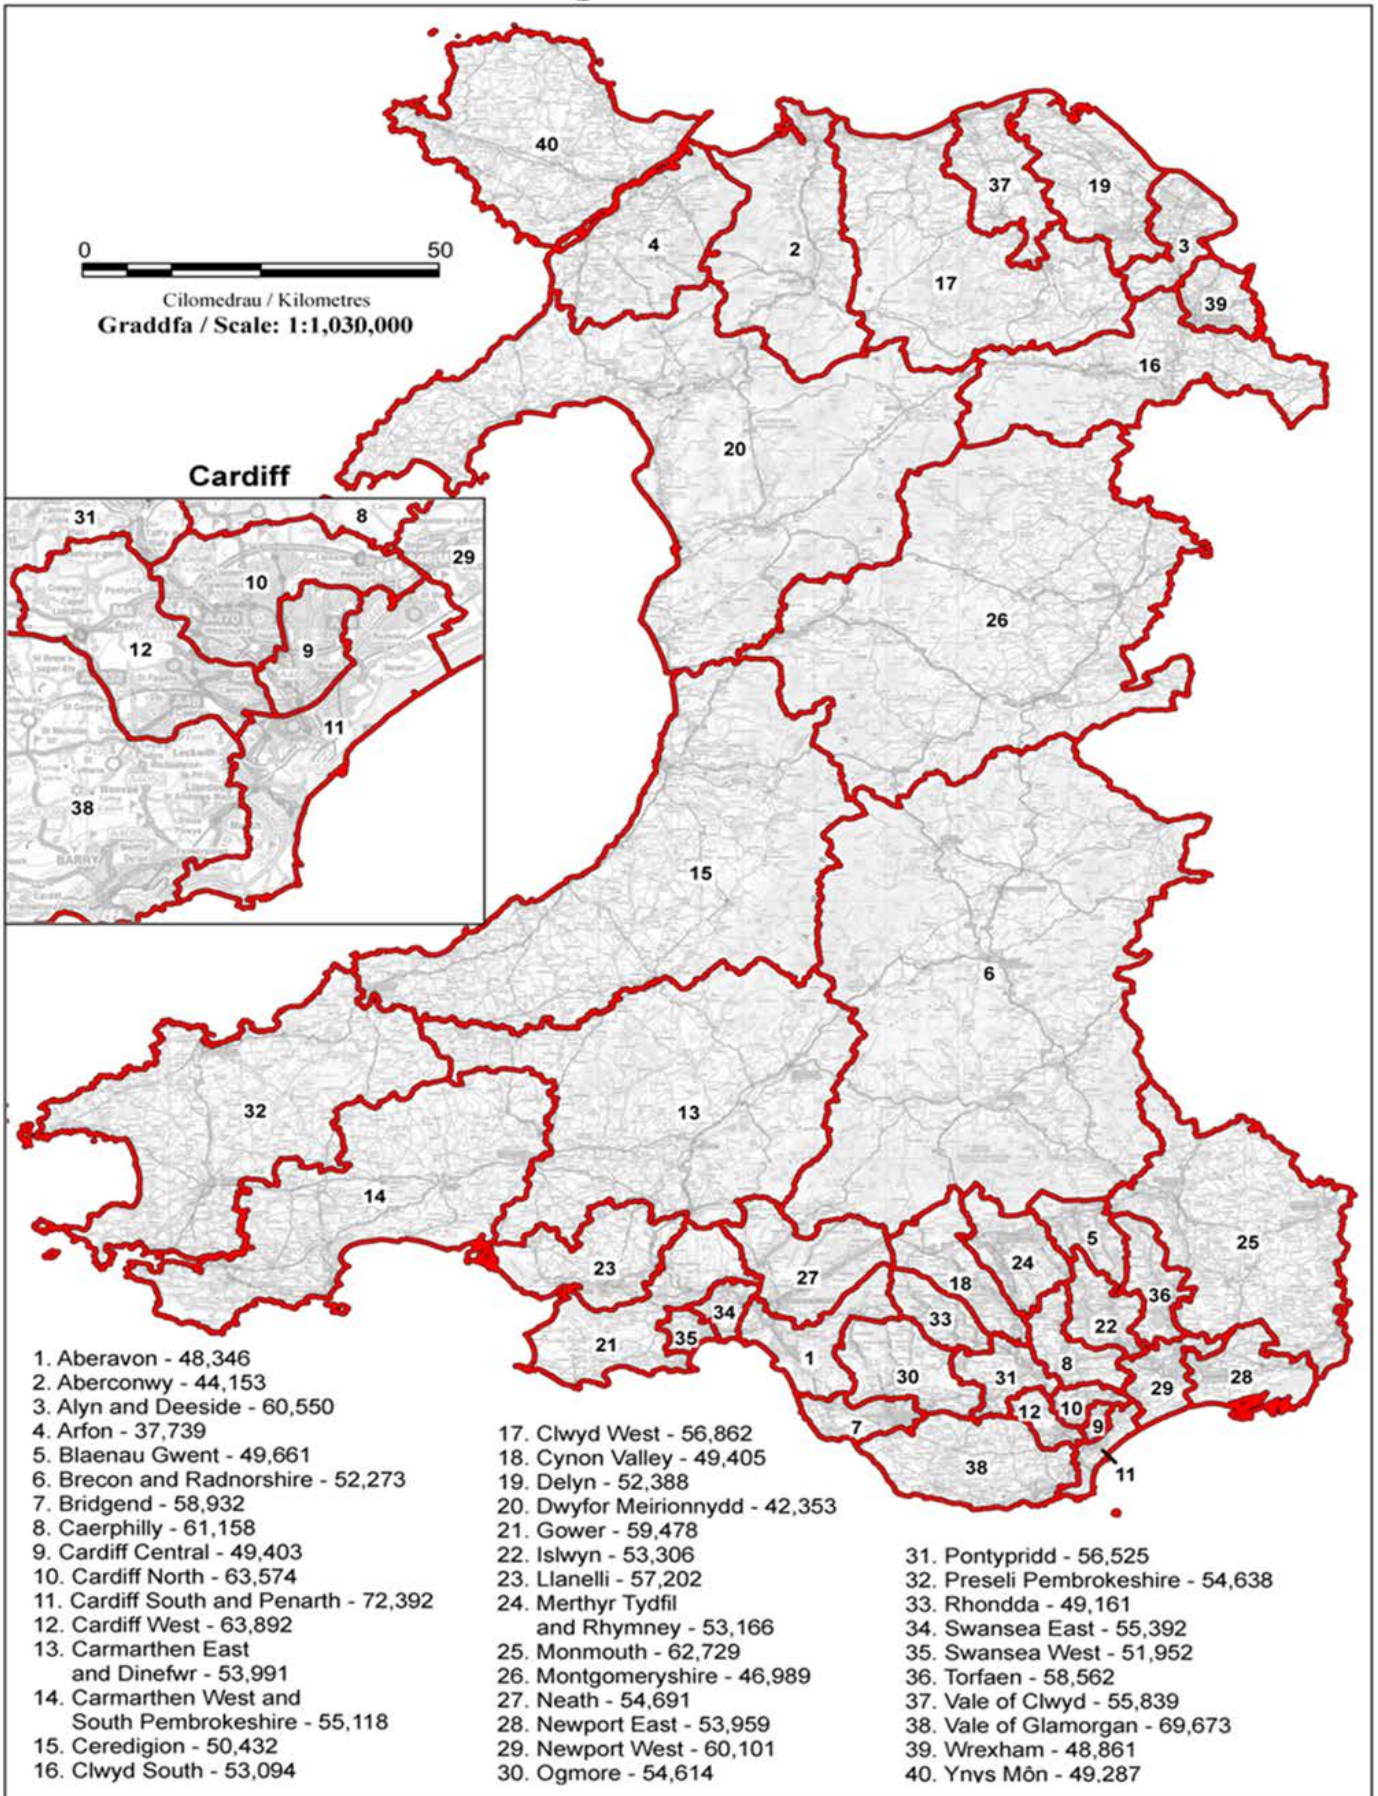 40
37
19
0
50
4
2
3
17
Cilomedrau / Kilometres
39
Graddfa / Scale: 1:1,030,000
16
20
Cardiff
31
8
29
10
26
12
9
11
38
BARRY
15
6
32
13
14
5
25
24
23
27
18
36
34
33
22
35
21
1
8
30
31
29
28
12
10
7
9
38
11
1. Aberavon - 48,346
2. Aberconwy - 44,153
3. Alyn and Deeside - 60,550
4. Arfon - 37,739
5. Blaenau Gwent - 49,661
6. Brecon and Radnorshire - 52,273
7. Bridgend - 58,932
8. Caerphilly - 61,158
9. Cardiff Central - 49,403
10. Cardiff North - 63,574
11. Cardiff South and Penarth - 72,392
12. Cardiff West - 63,892
13. Carmarthen East
and Dinefwr - 53,991
14. Carmarthen West and
South Pembrokeshire - 55,118
15. Ceredigion - 50,432
16. Clwyd South - 53,094
17. Clwyd West - 56,862
18. Cynon Valley - 49,405
19. Delyn - 52,388
20. Dwyfor Meirionnydd - 42,353
21. Gower - 59,478
22. Islwyn - 53,306
23. Llanelli - 57,202
24. Merthyr Tydfil
and Rhymney - 53,166
25. Monmouth - 62,729
26. Montgomeryshire - 46,989
27. Neath - 54,691
28. Newport East - 53,959
29. Newport West - 60,101
30. Ogmore - 54,614
31. Pontypridd - 56,525
32. Preseli Pembrokeshire - 54,638
33. Rhondda - 49,161
34. Swansea East - 55,392
35. Swansea West - 51,952
36. Torfaen - 58,562
37. Vale of Clwyd - 55,839
38. Vale of Glamorgan - 69,673
39. Wrexham - 48,861
40. Ynys Môn - 49,287